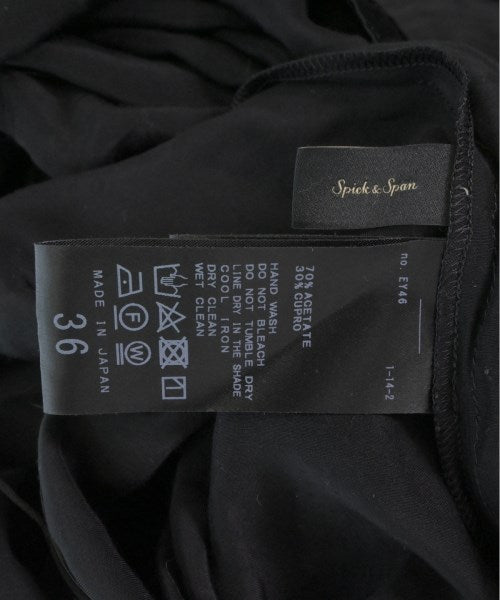 Spick & Span
no. EY46
1-14-2
70% ACETATE
30% CUPRO
HAND WASH
DO NOT BLEACH
DO NOT TUMBLE DRY
LINE DRY IN THE SHADE
COOL IRON
DRY CLEAN
WET CLEAN
F
W
MADE IN JAPAN
36